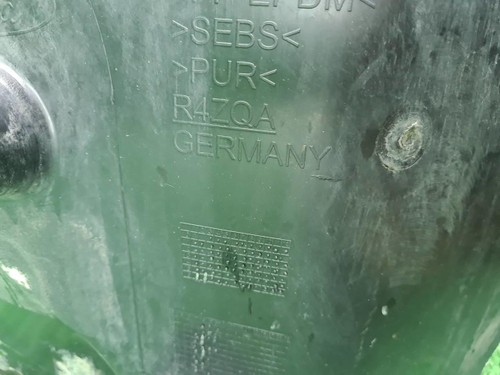 >SEBS<
>PUR<
R4ZQA
GERMANY